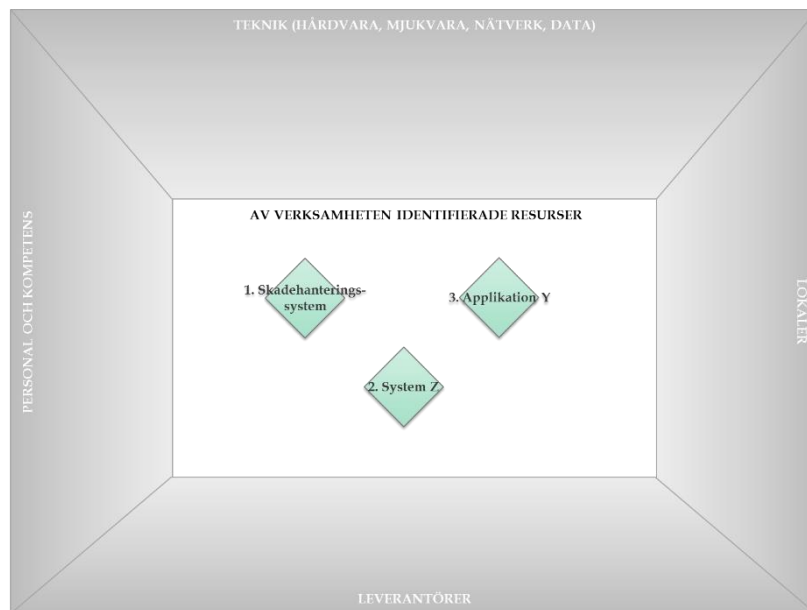 TEKNIK (HÅRDVARA, MJUKVARA, NÄTVERK, DATA)
AV VERKSAMHETEN IDENTIFIERADE RESURSER
1. Skadehanterings-
system
3. Applikation Y
2. System Z
PERSONAL OCH KOMPETENS
LOKALER
LEVERANTÖRER